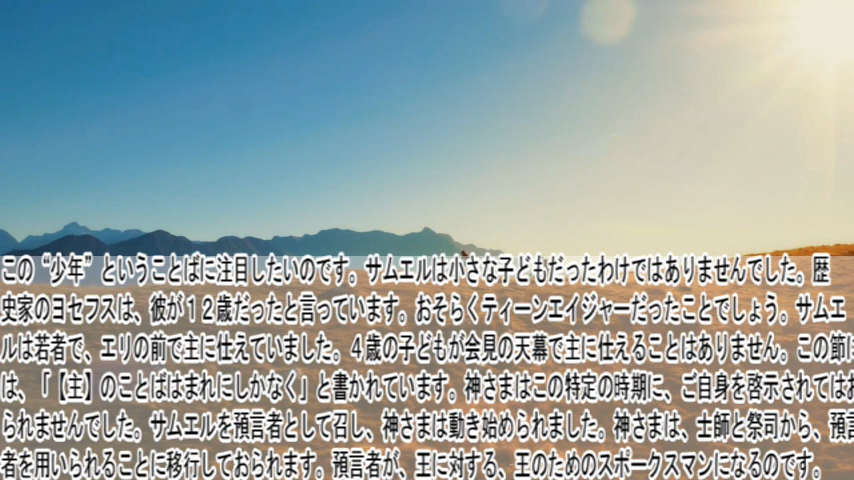 この“少年”ということばに注目したいのです。サムエルは小さな子どもだったわけではありませんでした。歴
史家のヨセフスは、彼が１２歳だったと言っています。おそらくティーンエイジャーだったことでしょう。サムエ
ルは若者で、エリの前で主に仕えていました。４歳の子どもが会見の天幕で主に仕えることはありません。この節に
は、「【主】のことばはまれにしかなく」と書かれています。神さまはこの特定の時期に、ご自身を啓示されてはお
られませんでした。サムエルを預言者として召し、神さまは動き始められました。神さまは、士師と祭司から、預言
者を用いられることに移行しておられます。預言者が、王に対する、王のためのスポークスマンになるのです。